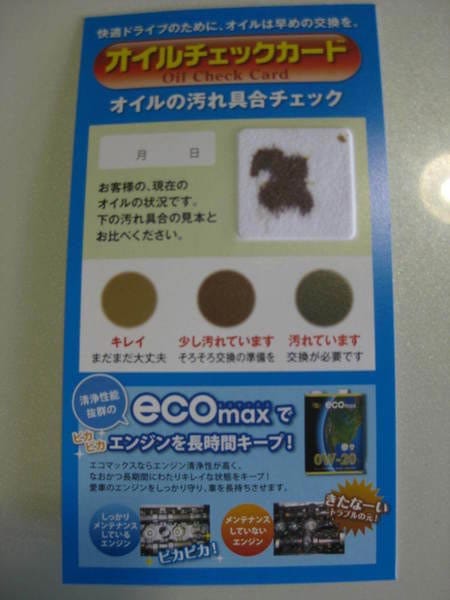 快適ドライブのために、オイルは早めの交換を。
オイルチェックカード
Oil Check Card
オイルの汚れ具合チェック
月 日
お客様の、現在の
オイルの状況です。
下の汚れ具合の見本と
お比べください。
キレイ
まだまだ大丈夫
少し汚れています
そろそろ交換の準備を
汚れています
交換が必要です
清浄性能
抜群の
ecomaxで
ピカピカ
エンジンを長時間キープ！
エコマックスならエンジン清浄性が高く、
なおかつ長期間にわたりキレイな状態をキープ！
愛車のエンジンをしっかり守り、車を長持ちさせます。
ecomax
0W-20
しっかり
メンテナンス
している
エンジン
ピカピカ！
メンテナンス
していない
エンジン
きたなーい
トラブルの元！